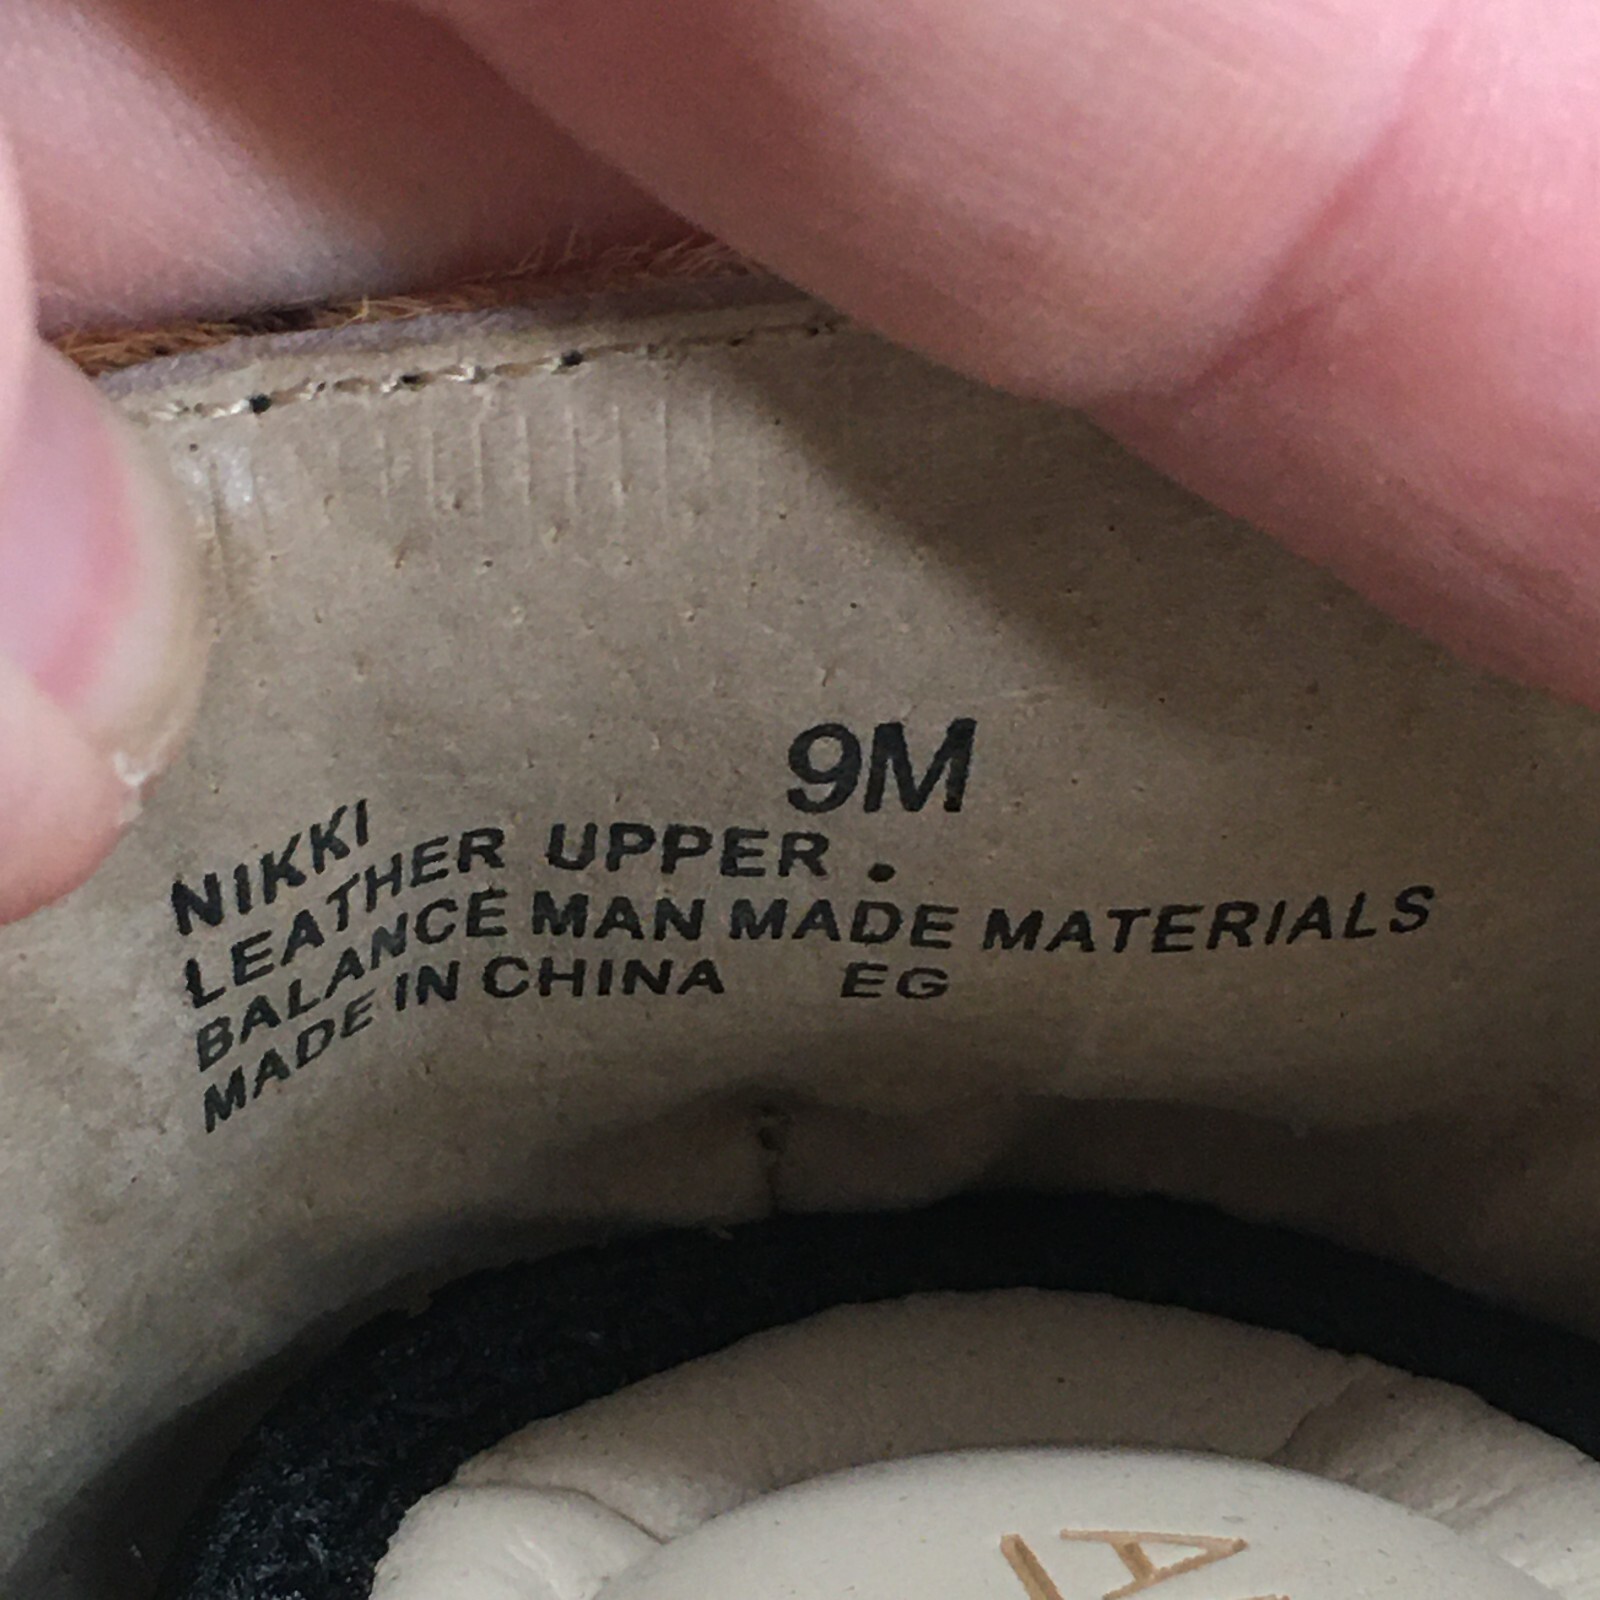 9M
NIKKI
LEATHER UPPER .
BALANCE MAN MADE MATERIALS
MADE IN CHINA EG
A